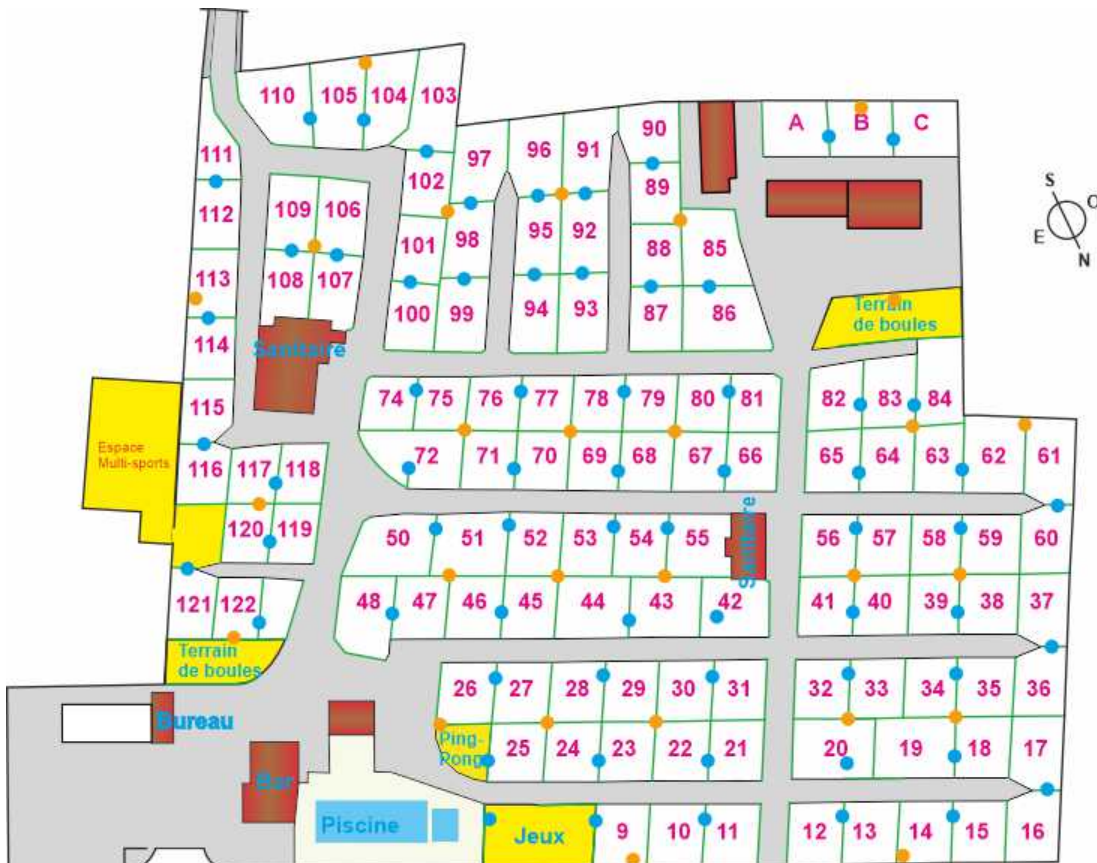 110 105 104 103
90
A B C
111
97 96 91
S
O
E
N
102 89
112
109 106
101 98 95 92
88 85
113
108 107
100 99 94 93
87 86
Terrain
de boules
114
Sanitaire
74 75 76 77 78 79 80 81
82 83 84
115
Espace
Multi-sports
116 117 118
72 71 70 69 68 67 66
65 64 63 62 61
120 119
50 51 52 53 54 55
Sanitaire
56 57 58 59 60
121 122
48 47 46 45 44 43 42
41 40 39 38 37
Terrain
de boules
26 27 28 29 30 31
32 33 34 35 36
Bureau
Ping-
Pong
25 24 23 22 21
20 19 18 17
Bar
Piscine
Jeux
9 10 11
12 13 14 15 16